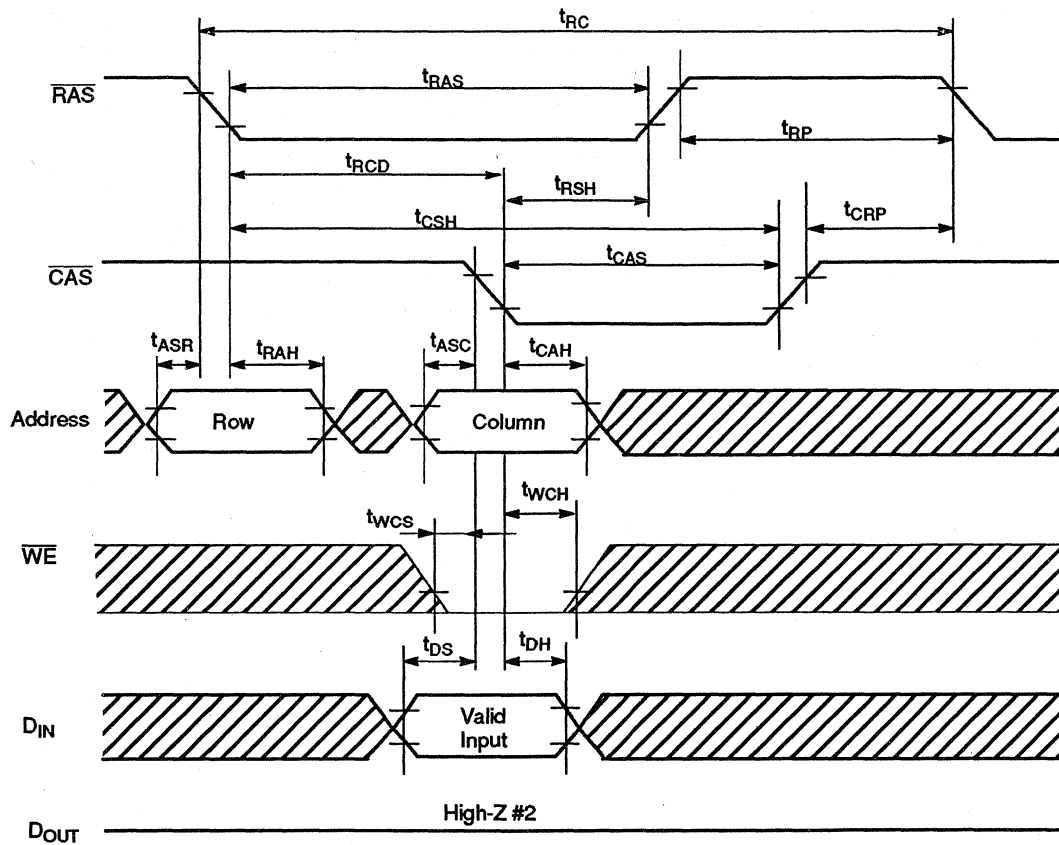 tRC
RAS
tRAS
tRP
tRCD
tRSH
tCSH
tCRP
CAS
tCAS
tASR
tRAH
tASC
tCAH
Address
Row
Column
tWCH
tWCS
WE
tDS
tDH
DIN
Valid
Input
High-Z #2
DOUT